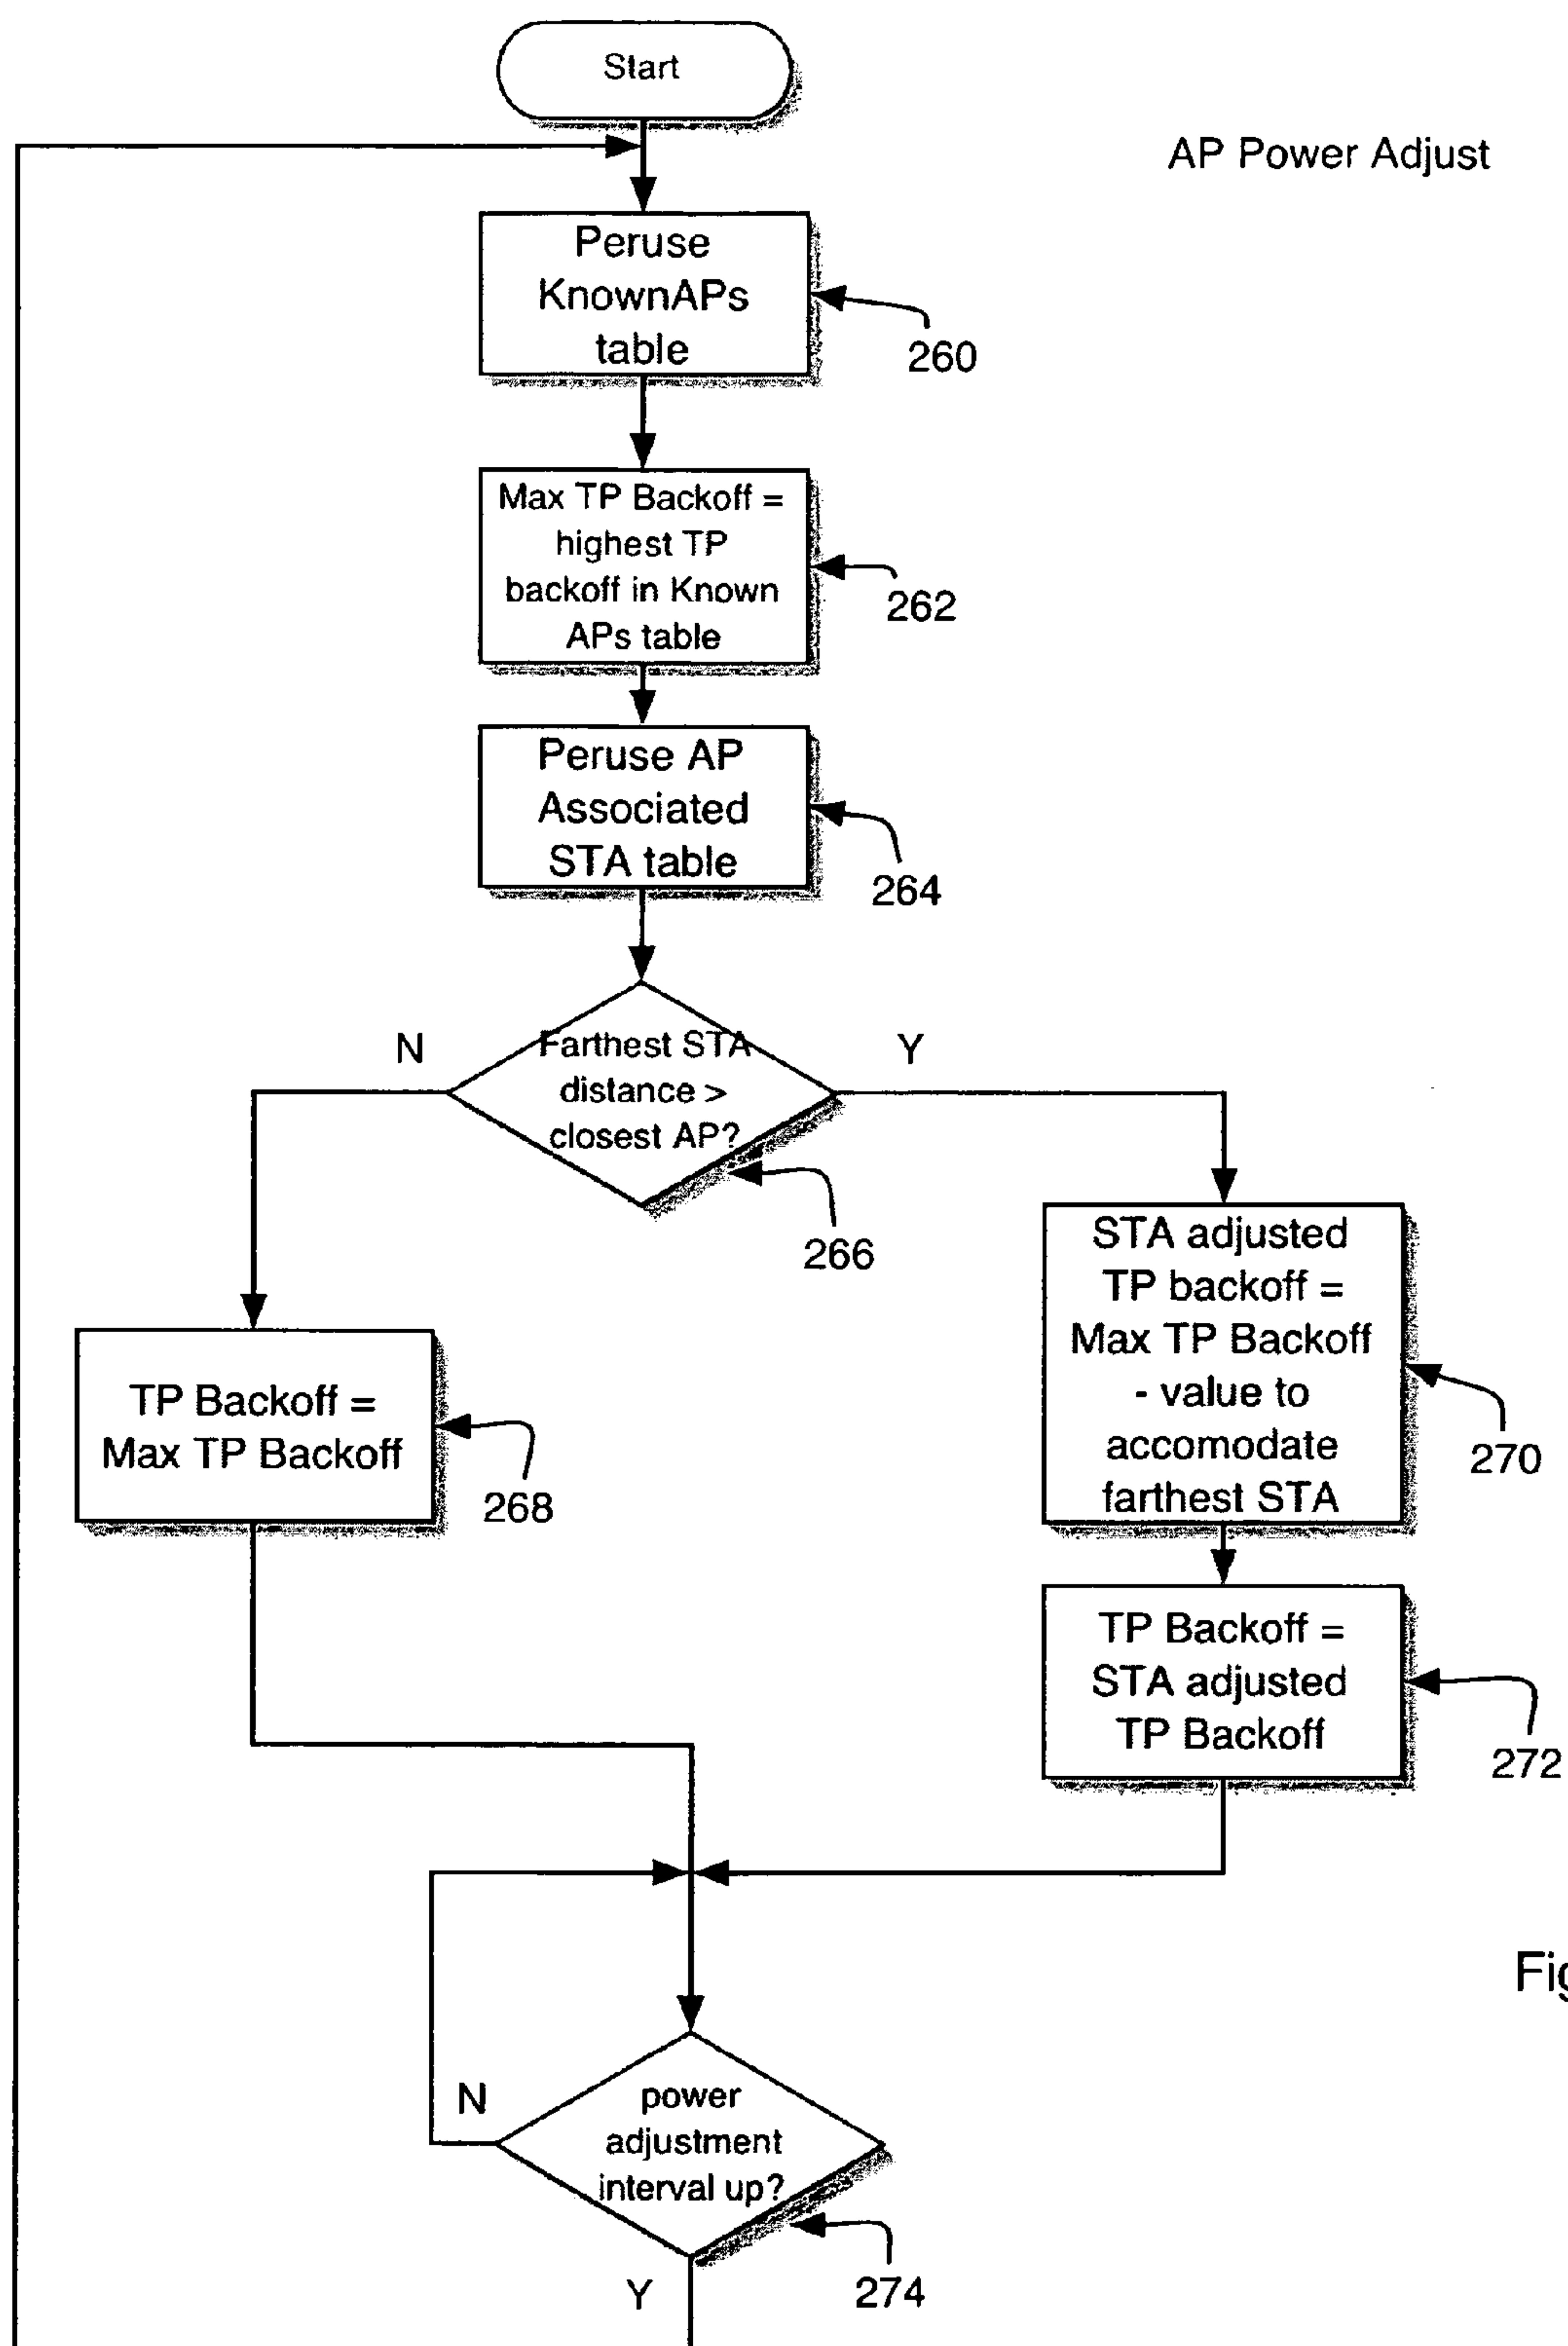 Start
AP Power Adjust
Peruse
KnownAPs
table
260
Max TP Backoff =
highest TP
backoff in Known
APs table
262
Peruse AP
Associated
STA table
264
N
Farthest STA
distance >
closest AP?
Y
266
STA adjusted
TP backoff =
Max TP Backoff
- value to
accomodate
farthest STA
270
TP Backoff =
Max TP Backoff
268
TP Backoff =
STA adjusted
TP Backoff
272
N
power
adjustment
interval up?
Y
274